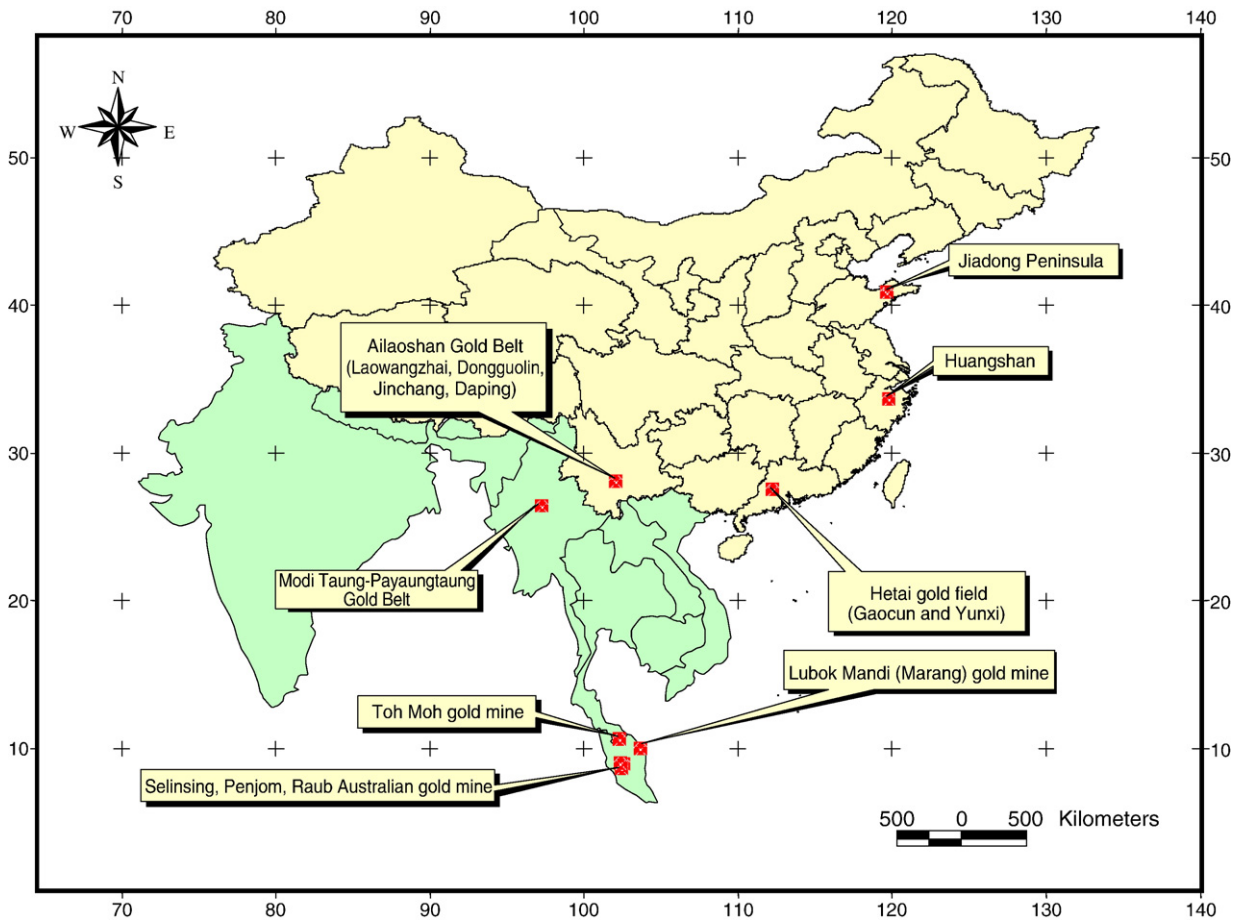 70 80 90 100 110 120 130 140
N
W E
S
50 50
Jiadong Peninsula
40 40
Ailaoshan Gold Belt
(Laowangzhai, Dongguolin,
Jinchang, Daping)
Huangshan
30 30
Modi Taung-Payaungtaung
Gold Belt
Hetai gold field
(Gaocun and Yunxi)
20 20
Lubok Mandi (Marang) gold mine
Toh Moh gold mine
10 10
Selinsing, Penjom, Raub Australian gold mine
500 0 500 Kilometers
70 80 90 100 110 120 130 140